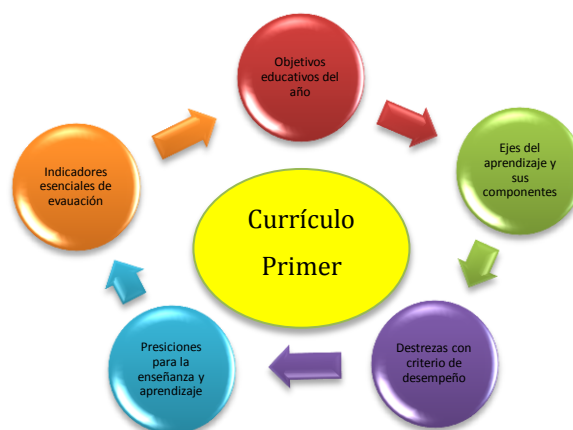 Objetivos
educativos del
año
Ejes del
aprendizaje y
sus
componentes
Destrezas con
criterio de
desempeño
Presiciones
para la
enseñanza y
aprendizaje
Indicadores
esenciales de
evauación
Currículo
Primer